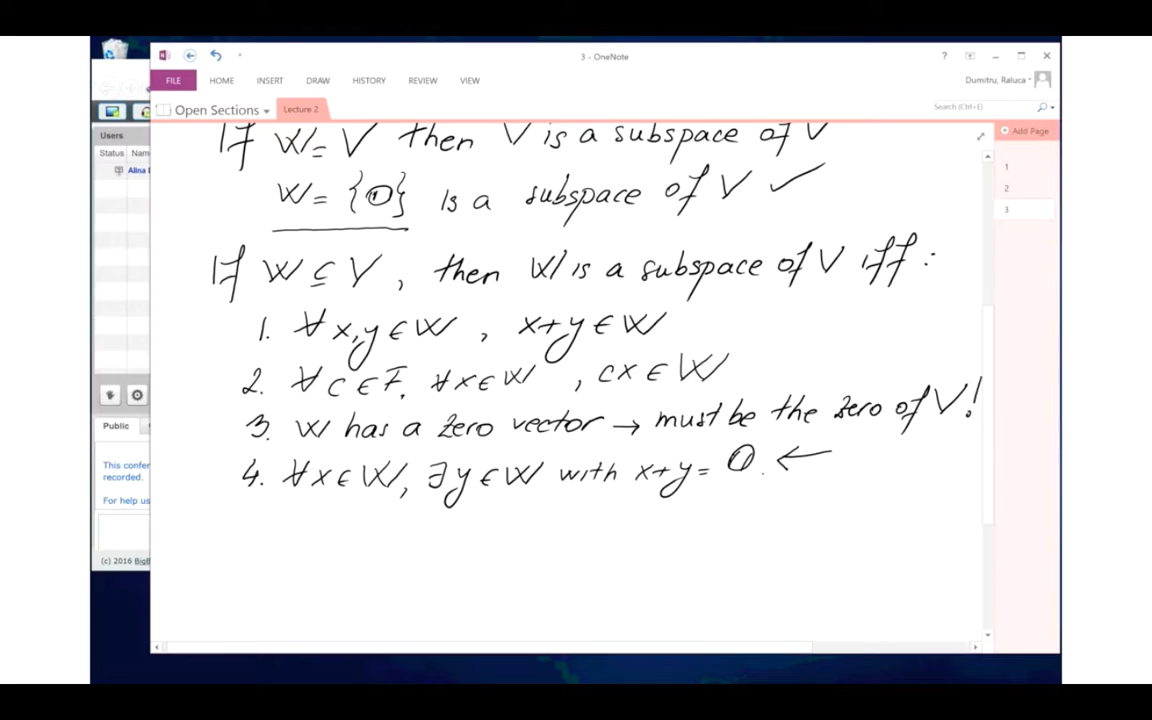 3 - OneNote
?
FILE HOME INSERT DRAW HISTORY REVIEW VIEW
Dumitru, Raluca
Open Sections Lecture 2
Search (Ctrl+E)
Users
Status Nam
Alina
Add Page
1
2
3
If W = V then V is a subspace of V
W = {0} is a subspace of V ✓
If W ⊆ V, then W is a subspace of V iff:
1. ∀ x,y ∈ W, x+y ∈ W
2. ∀ c ∈ F, ∀x ∈ W, cx ∈ W
3. W has a zero vector → must be the zero of V!
4. ∀x ∈ W, ∃ y ∈ W with x+y = 0. ←
Public
This confer
recorded.
For help us
(c) 2016 BigB